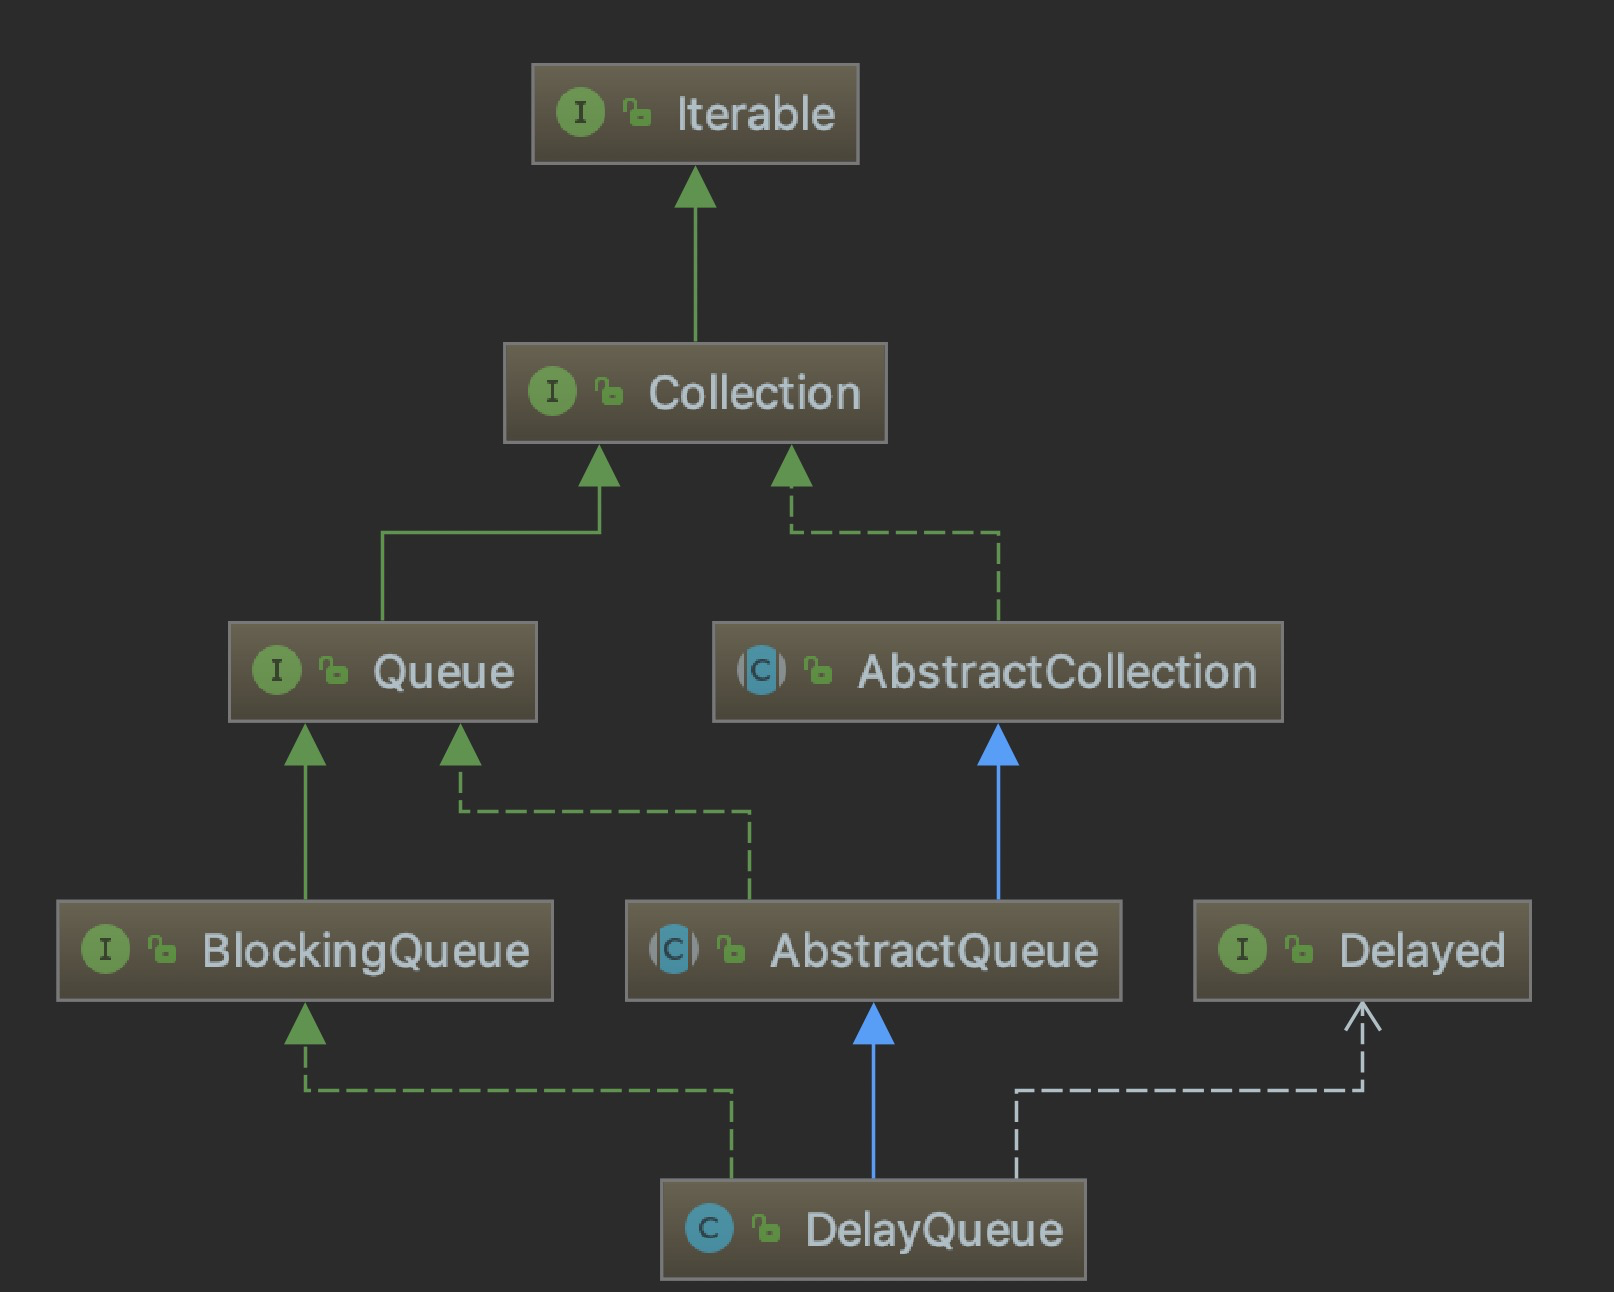 I Iterable
I Collection
I Queue
C AbstractCollection
I BlockingQueue
C AbstractQueue
I Delayed
C DelayQueue